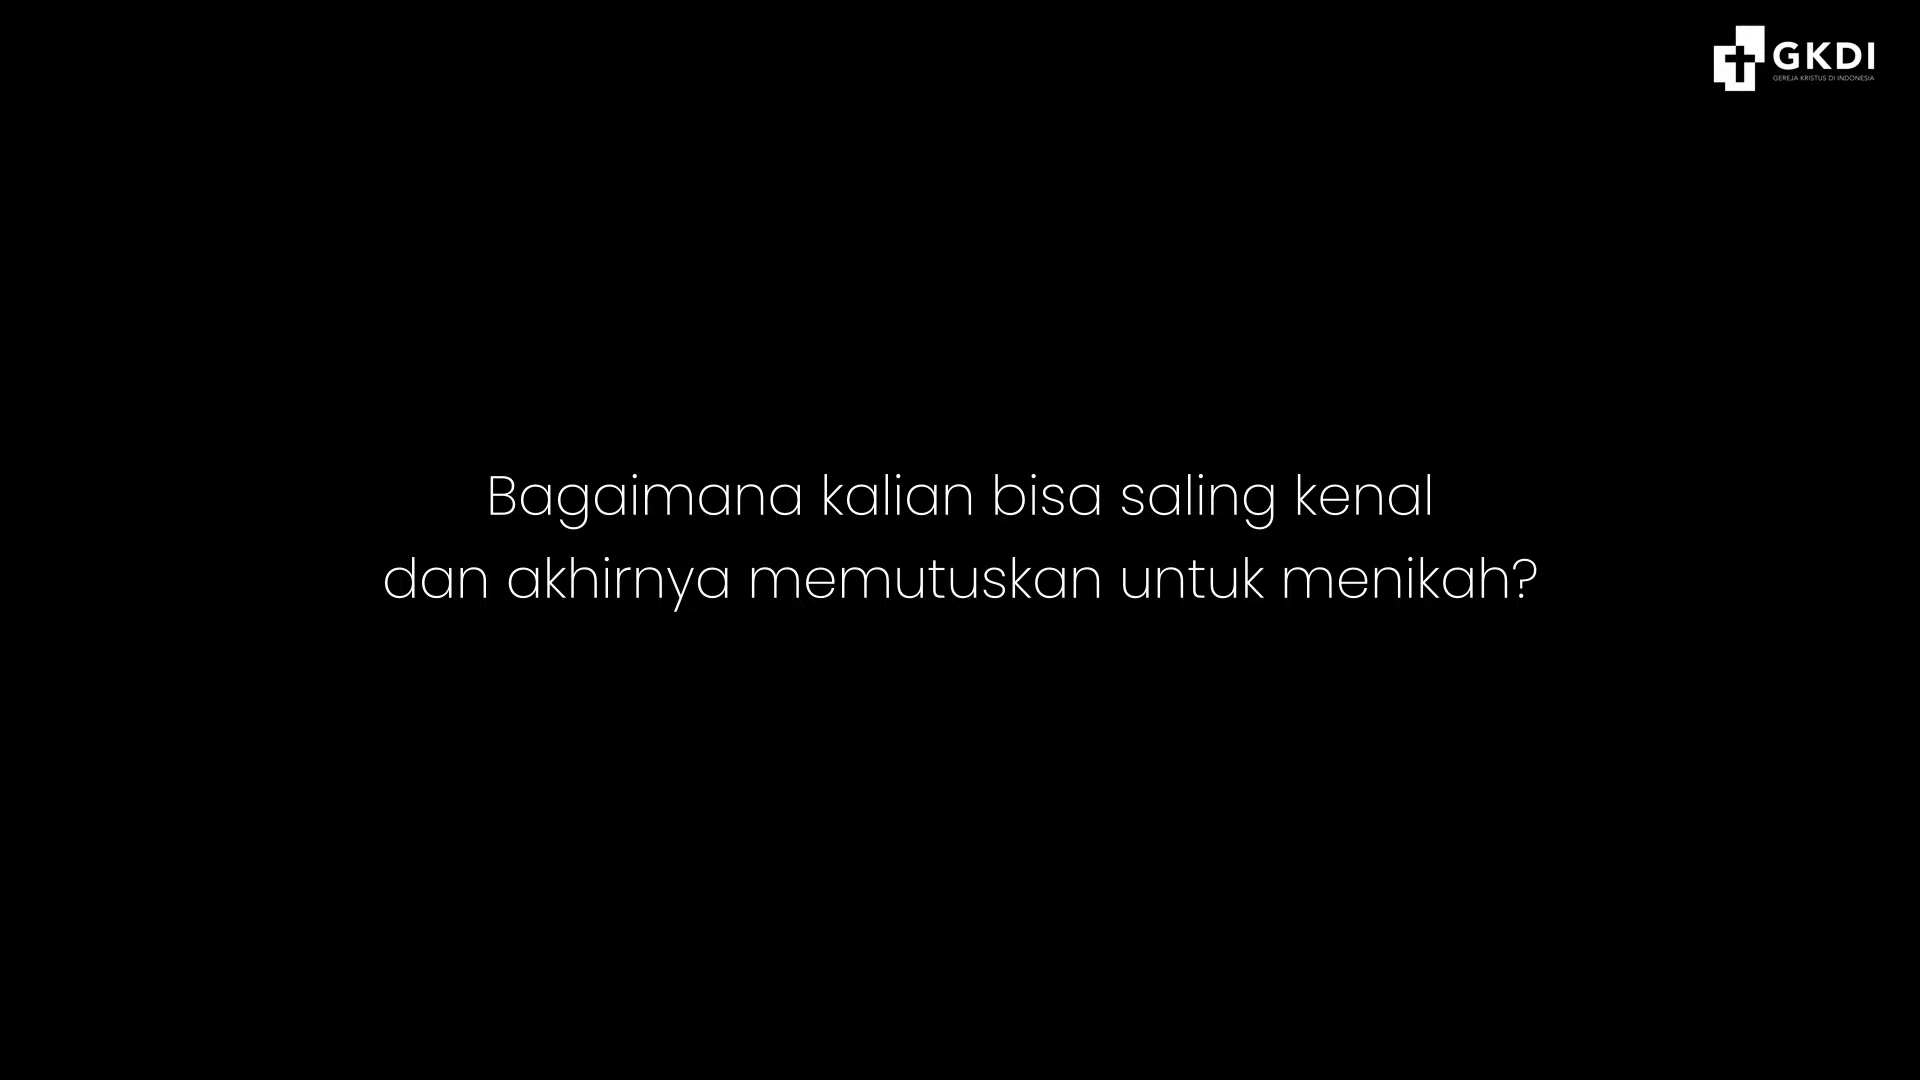 GKDI
GEREJA KRISTUS DI INDONESIA
Bagaimana kalian bisa saling kenal
dan akhirnya memutuskan untuk menikah?